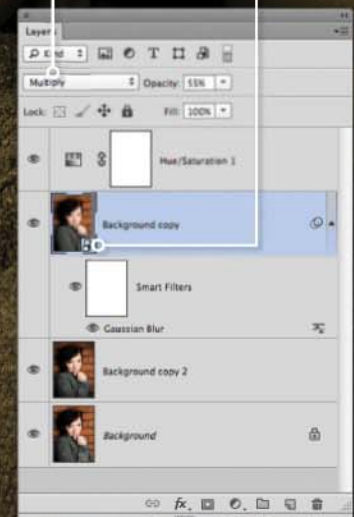 Layers
Kind
Multiply Opacity: 55%
Lock: Fill: 100%
Hue/Saturation 1
Background copy
Smart Filters
Gaussian Blur
Background copy 2
Background
fx